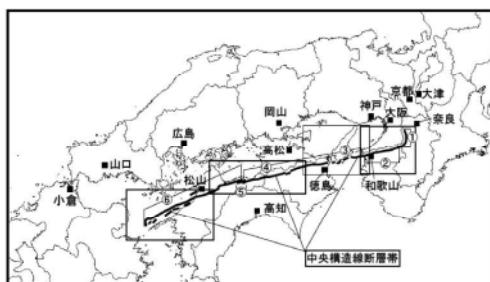 京都
大津
神戸
大阪
奈良
岡山
広島
高松
①
③
④
②
山口
松山
⑤
徳島
和歌山
小倉
⑥
高知
中央構造線断層帯